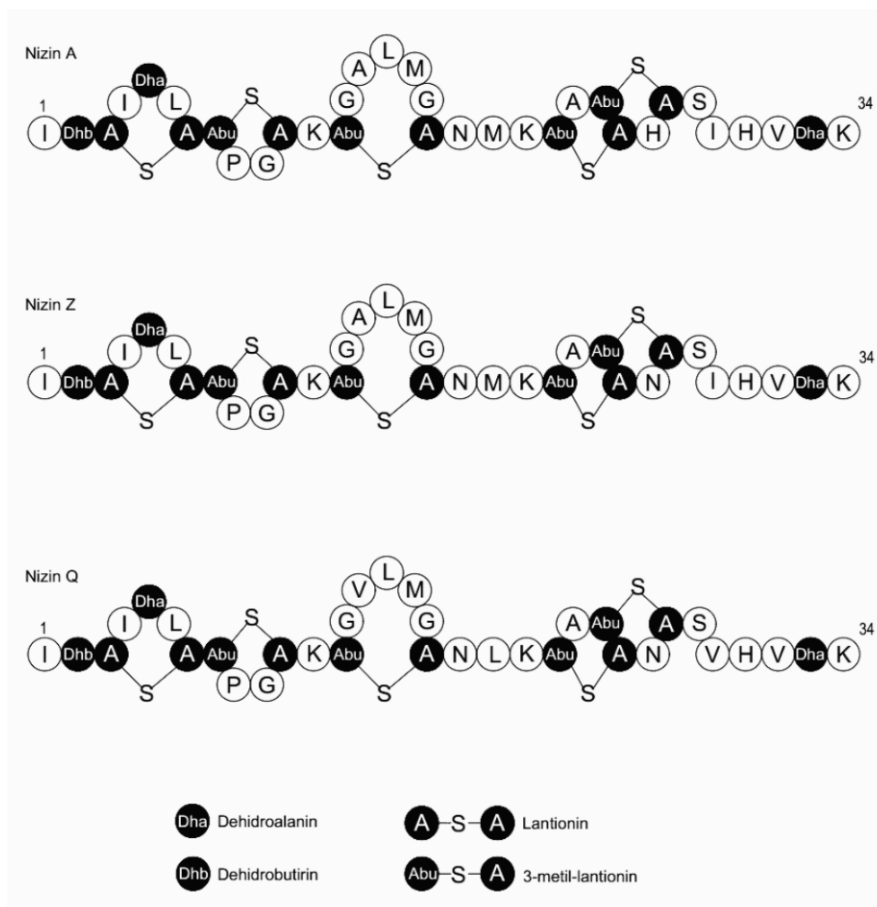 Nizin A
L
A M S
Dha
1 I L S G G A Abu A S 34
I Dhb A A Abu A K Abu A N M K Abu A H I H V Dha K
S P G S S
Nizin Z
L
A M S
Dha
1 I L S G G A Abu A S 34
I Dhb A A Abu A K Abu A N M K Abu A N I H V Dha K
S P G S S
Nizin Q
L
V M S
Dha
1 I L S G G A Abu A S 34
I Dhb A A Abu A K Abu A N L K Abu A N V H V Dha K
S P G S S
Dha Dehidroalanin
A S A Lantionin
Dhb Dehidrobutirin
Abu S A 3-metil-lantionin